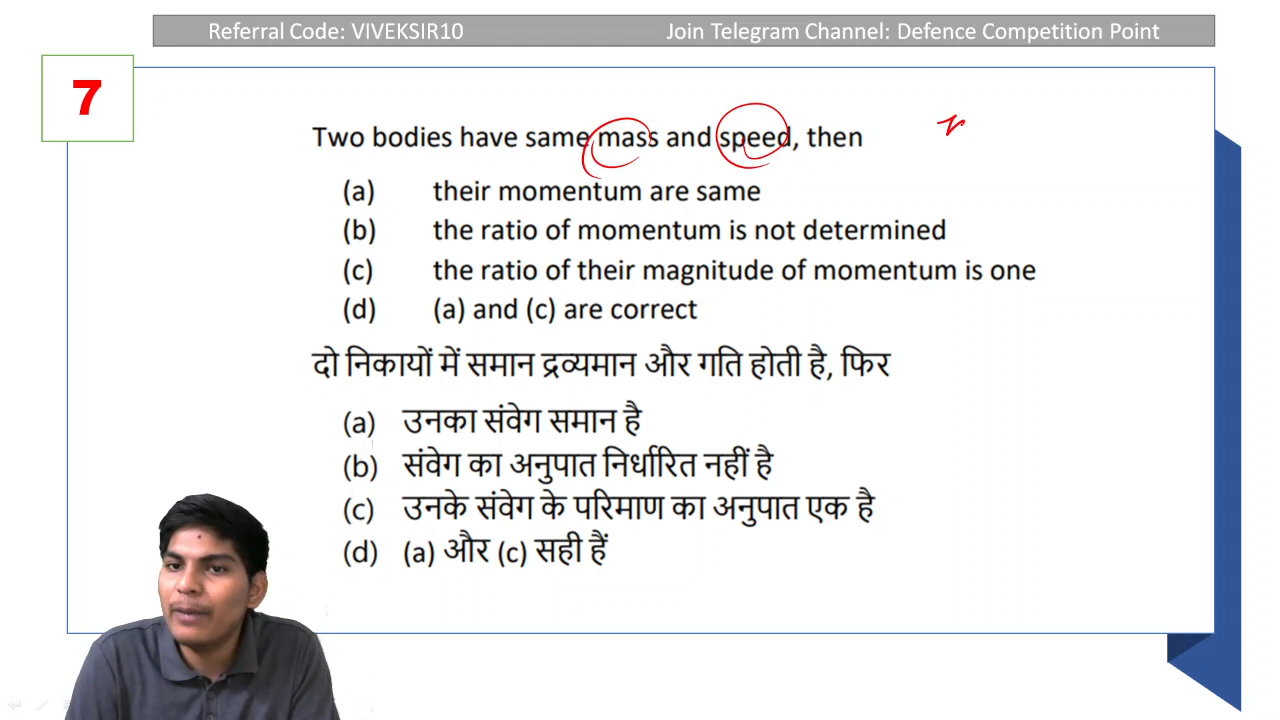 Referral Code: VIVEKSIR10 Join Telegram Channel: Defence Competition Point
7
Two bodies have same mass and speed, then
(a) their momentum are same
(b) the ratio of momentum is not determined
(c) the ratio of their magnitude of momentum is one
(d) (a) and (c) are correct
दो निकायों में समान द्रव्यमान और गति होती है, फिर
(a) उनका संवेग समान है
(b) संवेग का अनुपात निर्धारित नहीं है
(c) उनके संवेग के परिमाण का अनुपात एक है
(d) (a) और (c) सही हैं